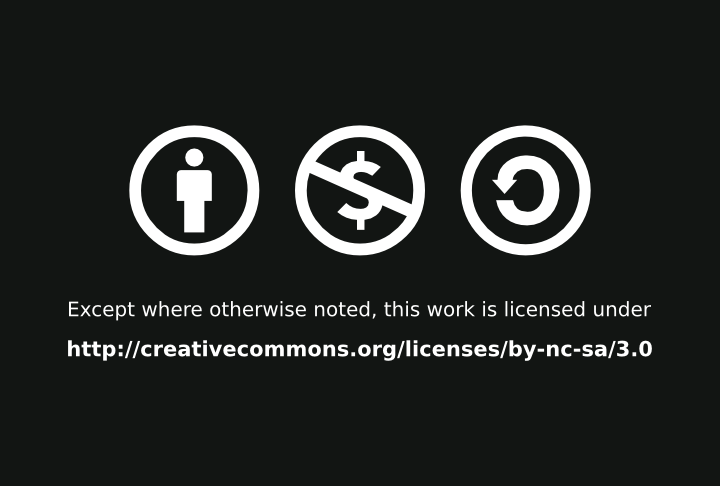 Except where otherwise noted, this work is licensed under
http://creativecommons.org/licenses/by-nc-sa/3.0